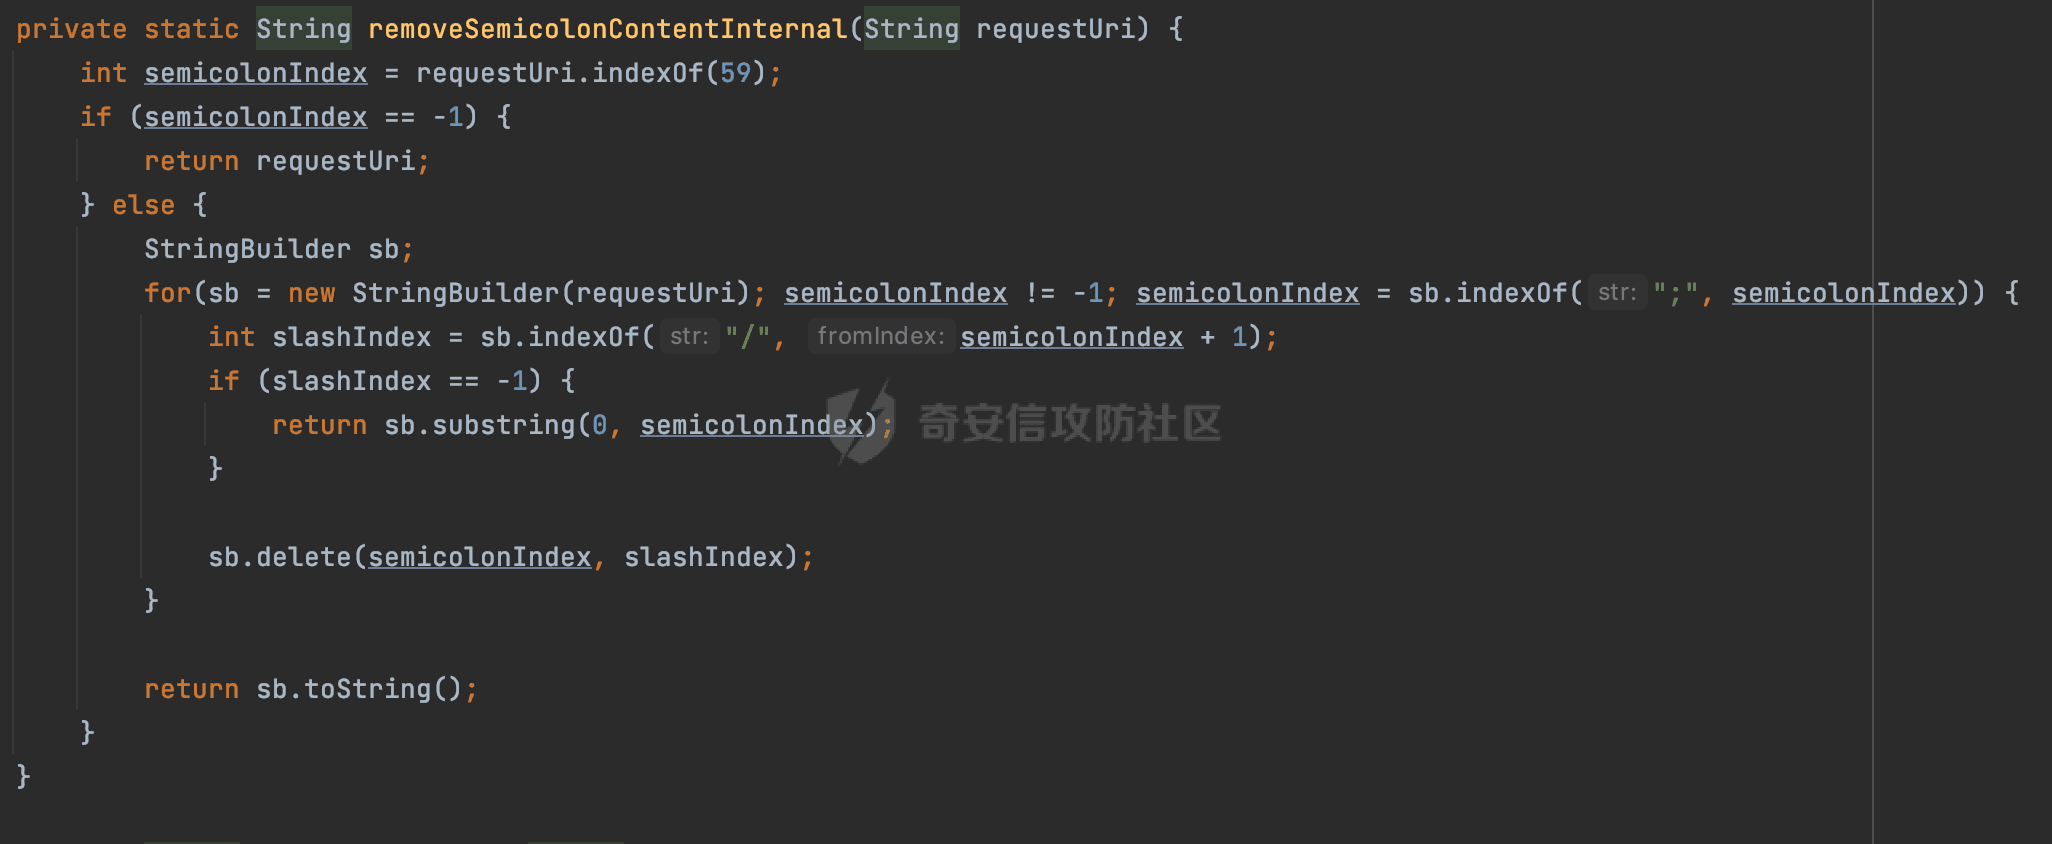 private static String removeSemicolonContentInternal(String requestUri) {
int semicolonIndex = requestUri.indexOf(59);
if (semicolonIndex == -1) {
return requestUri;
} else {
StringBuilder sb;
for(sb = new StringBuilder(requestUri); semicolonIndex != -1; semicolonIndex = sb.indexOf( str: ";", semicolonIndex)) {
int slashIndex = sb.indexOf( str: "/", fromIndex: semicolonIndex + 1);
if (slashIndex == -1) {
return sb.substring(0, semicolonIndex);
奇安信攻防社区
}
sb.delete(semicolonIndex, slashIndex);
}
return sb.toString();
}
}